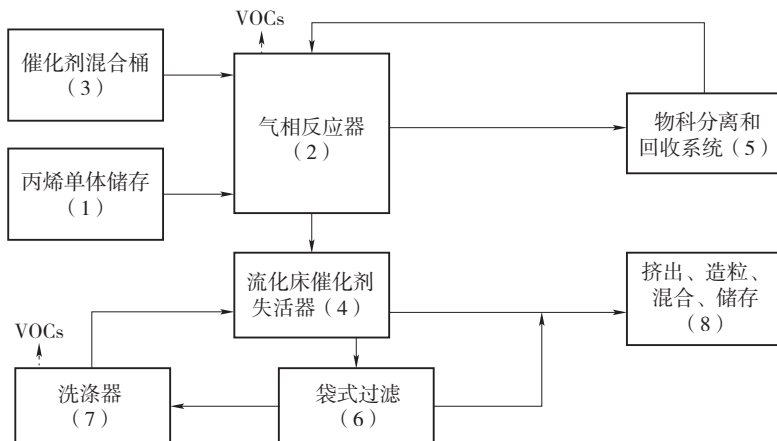 VOCs
催化剂混合桶
（3）
气相反应器
（2）
物科分离和
回收系统（5）
丙烯单体储存
（1）
流化床催化剂
失活器（4）
挤出、造粒、
混合、储存
（8）
VOCs
洗涤器
（7）
袋式过滤
（6）